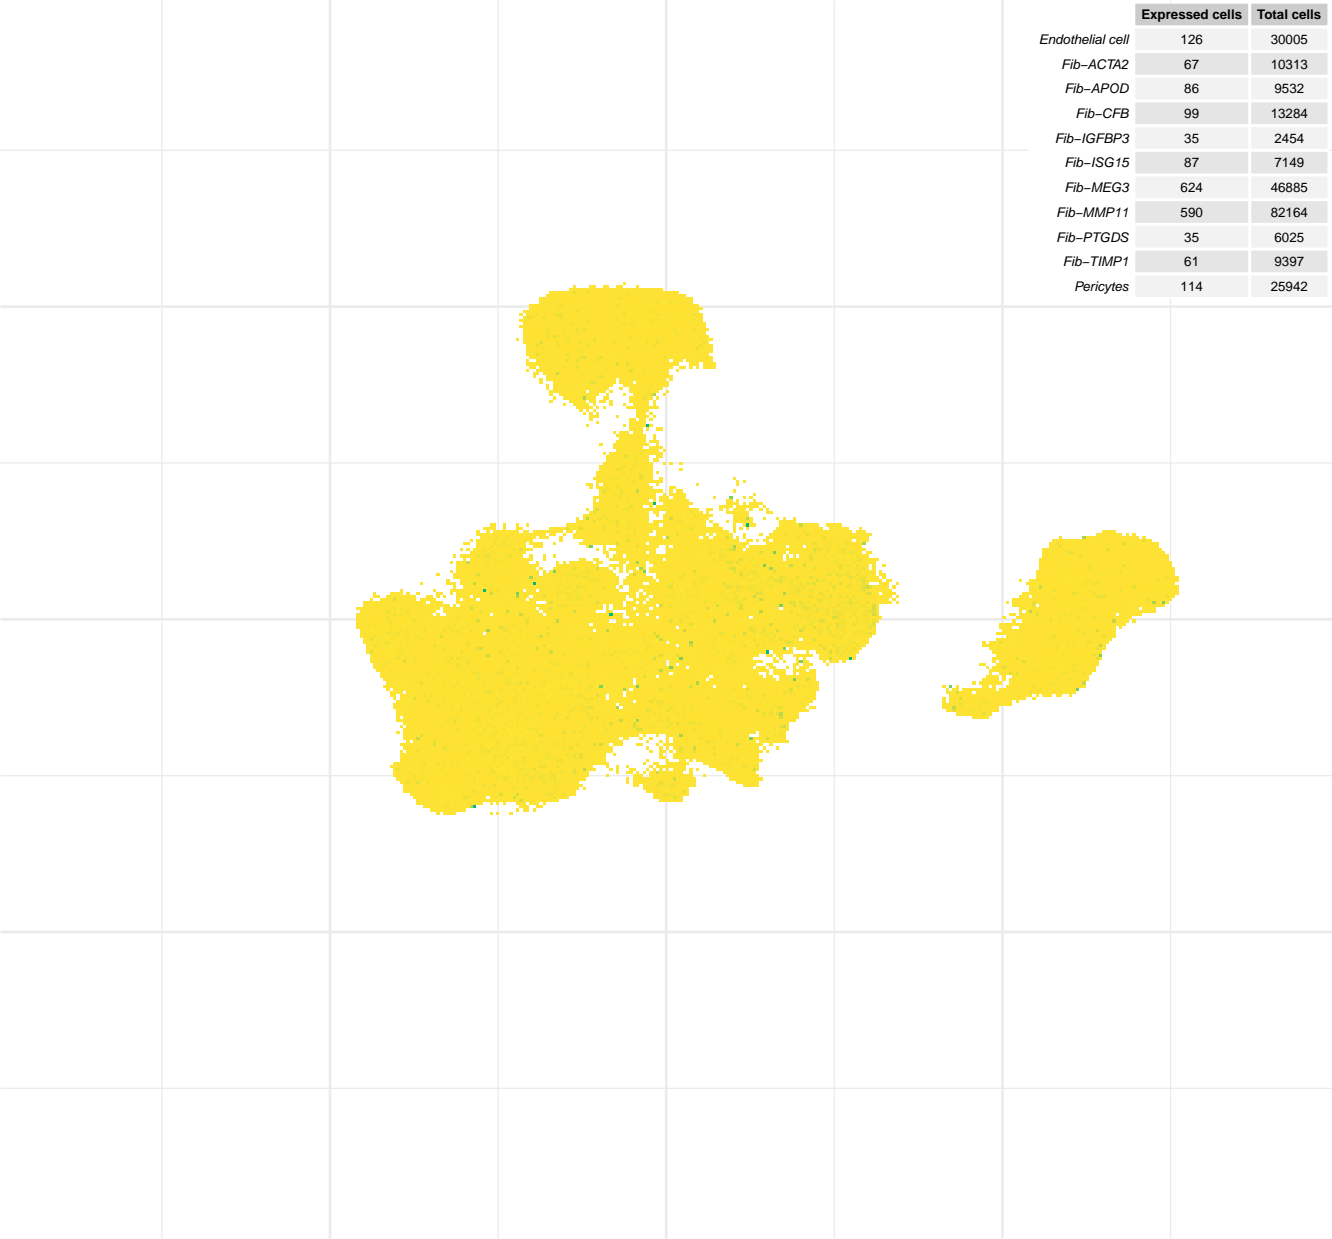 Expressed cells Total cells
Endothelial cell 126 30005
Fib−ACTA2 67 10313
Fib−APOD 86 9532
Fib−CFB 99 13284
Fib−IGFBP3 35 2454
Fib−ISG15 87 7149
Fib−MEG3 624 46885
Fib−MMP11 590 82164
Fib−PTGDS 35 6025
Fib−TIMP1 61 9397
Pericytes 114 25942